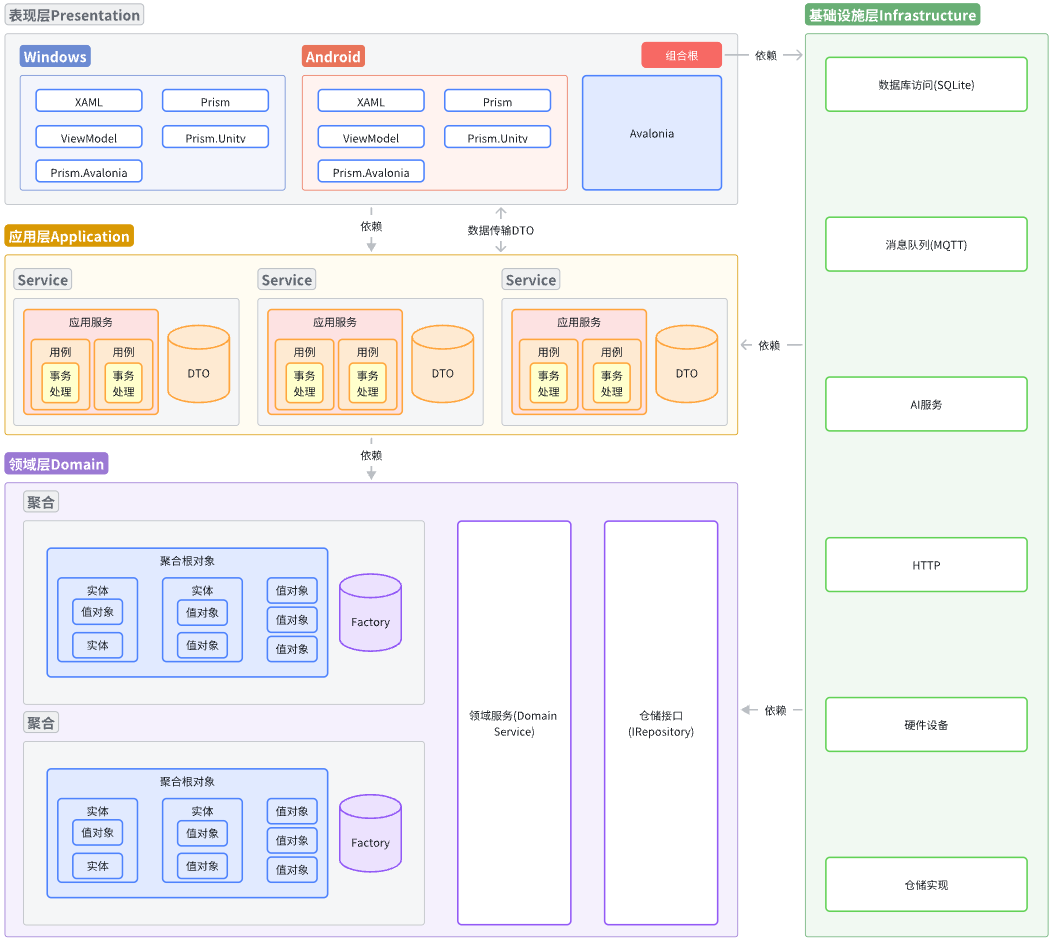 表现层Presentation
Windows
XAML
Prism
ViewModel
Prism.Unity
Prism.Avalonia
Android
XAML
Prism
ViewModel
Prism.Unity
Prism.Avalonia
组合根
Avalonia
依赖
依赖
数据传输DTO
应用层Application
Service
应用服务
用例
事务
处理
用例
事务
处理
DTO
Service
应用服务
用例
事务
处理
用例
事务
处理
DTO
Service
应用服务
用例
事务
处理
用例
事务
处理
DTO
依赖
依赖
领域层Domain
聚合
聚合根对象
实体
值对象
实体
实体
值对象
值对象
值对象
值对象
值对象
Factory
聚合
聚合根对象
实体
值对象
实体
实体
值对象
值对象
值对象
值对象
值对象
Factory
领域服务(Domain
Service)
仓储接口
(IRepository)
依赖
基础设施层Infrastructure
数据库访问(SQLite)
消息队列(MQTT)
AI服务
HTTP
硬件设备
仓储实现